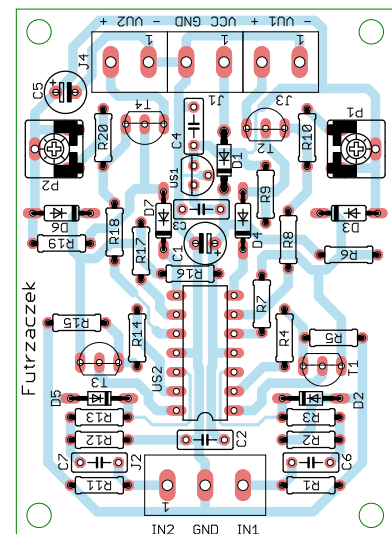 + VU2 - GND VCC - VU1 +
1 1
J4
J1
J3
C5
T4
C4
T2
P1
R20
R10
D1
US1
P2
R9
D7
R18
C3
D4
D6
D3
R19
R17
C1
R8
R6
R16
R7
R15
R14
R4
R5
US2
T3
T1
Futrzaczek
D5
D2
R13
R3
R12
R2
C2
C7
J2
C6
R11
R1
1
IN2 GND IN1